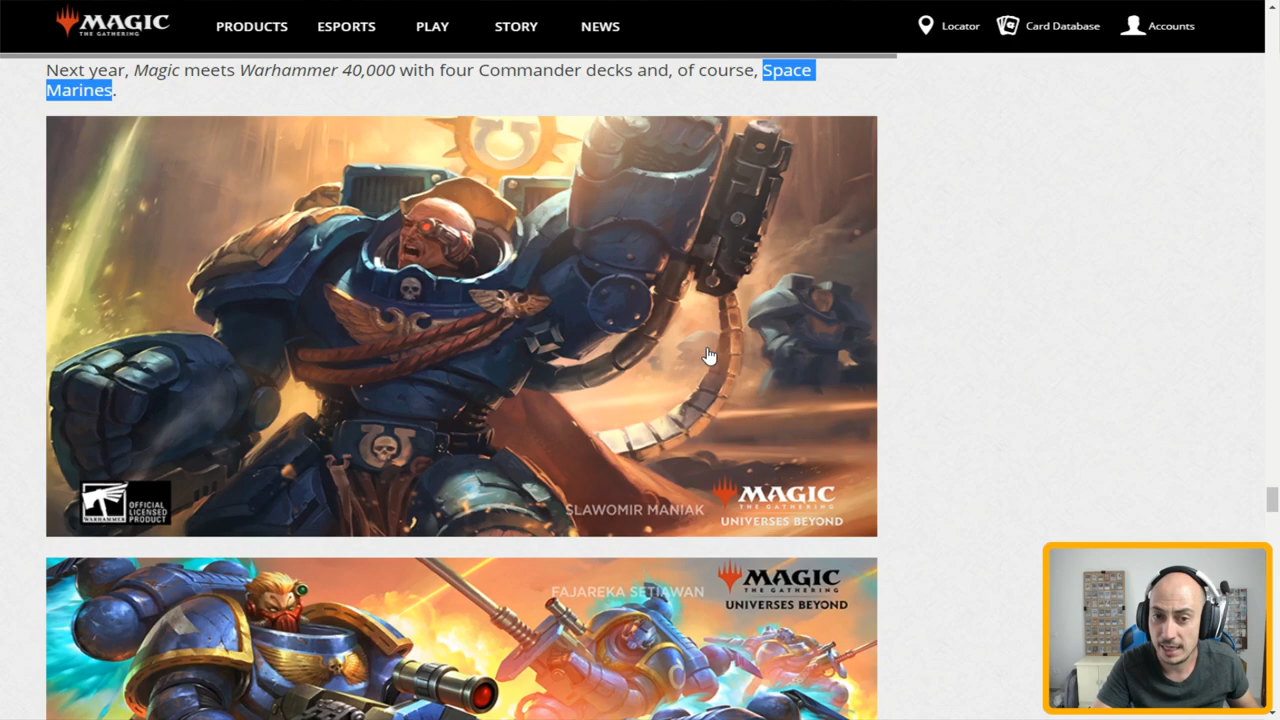 MAGIC
THE GATHERING
PRODUCTS
ESPORTS
PLAY
STORY
NEWS
Locator
Card Database
Accounts
Next year, Magic meets Warhammer 40,000 with four Commander decks and, of course, Space
Marines.
WARHAMMER
OFFICIAL
LICENSED
PRODUCT
SLAWOMIR MANIAK
MAGIC
THE GATHERING
UNIVERSES BEYOND
FAJAREKA SETIAWAN
MAGIC
THE GATHERING
UNIVERSES BEYOND